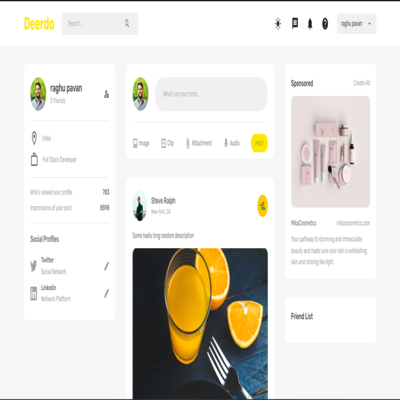 Deerdo
Search...
raghu pavan
raghu pavan
0 friends
India
Full Stack Developer
Who's viewed your profile
Impressions of your post
Social Profiles
Twitter
Social Network
Linkedin
Network Platform
What's on your mind...
Image
Clip
Attachment
Audio
POST
Steve Ralph
New York, CA
Some really long random description
Sponsored
Create Ad
MikaCosmetics
mikacosmetics.com
Your pathway to stunning and immaculate
beauty and made sure your skin is exfoliating
skin and shining like light.
Friend List